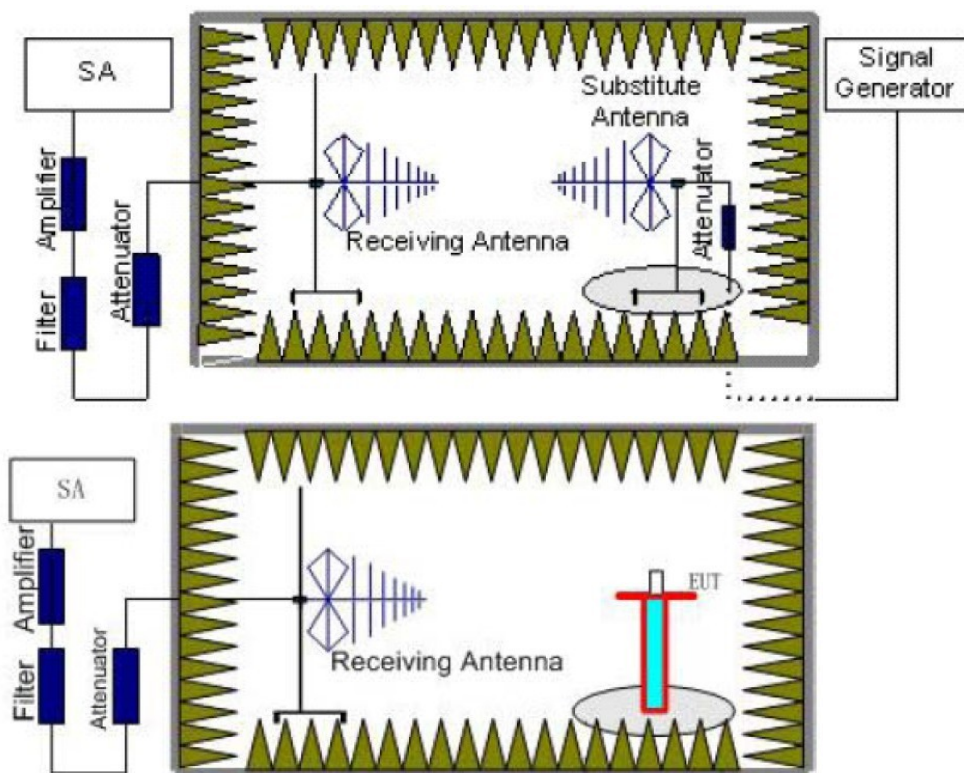 SA
Signal
Generator
Substitute
Antenna
Amplifier
Attenuator
Attenuator
Receiving Antenna
Filter
SA
Amplifier
EUT
Attenuator
Filter
Receiving Antenna